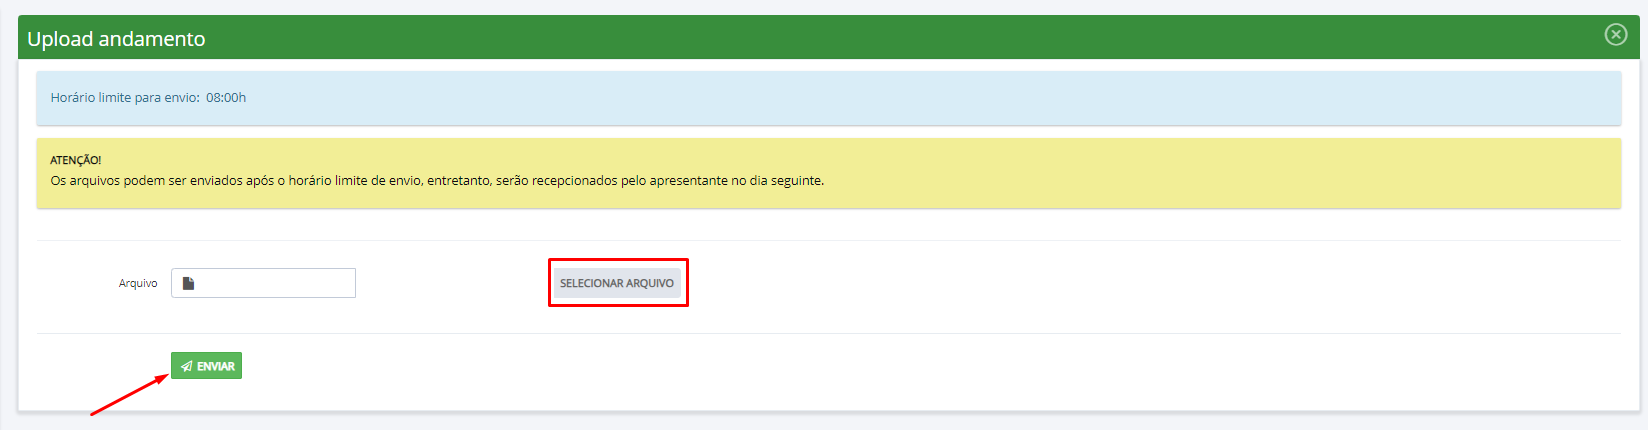 Upload andamento
Horário limite para envio: 08:00h
ATENÇÃO!
Os arquivos podem ser enviados após o horário limite de envio, entretanto, serão recepcionados pelo apresentante no dia seguinte.
Arquivo
SELECIONAR ARQUIVO
ENVIAR